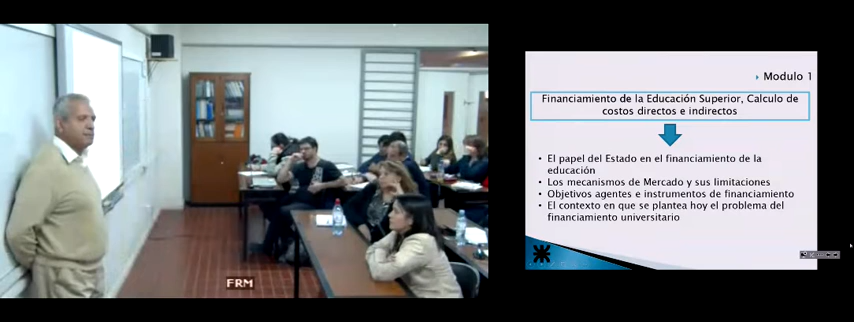 FRM
Modulo 1
Financiamiento de la Educación Superior, Calculo de
costos directos e indirectos
• El papel del Estado en el financiamiento de la
educación
• Los mecanismos de Mercado y sus limitaciones
• Objetivos agentes e instrumentos de financiamiento
• El contexto en que se plantea hoy el problema del
financiamiento universitario